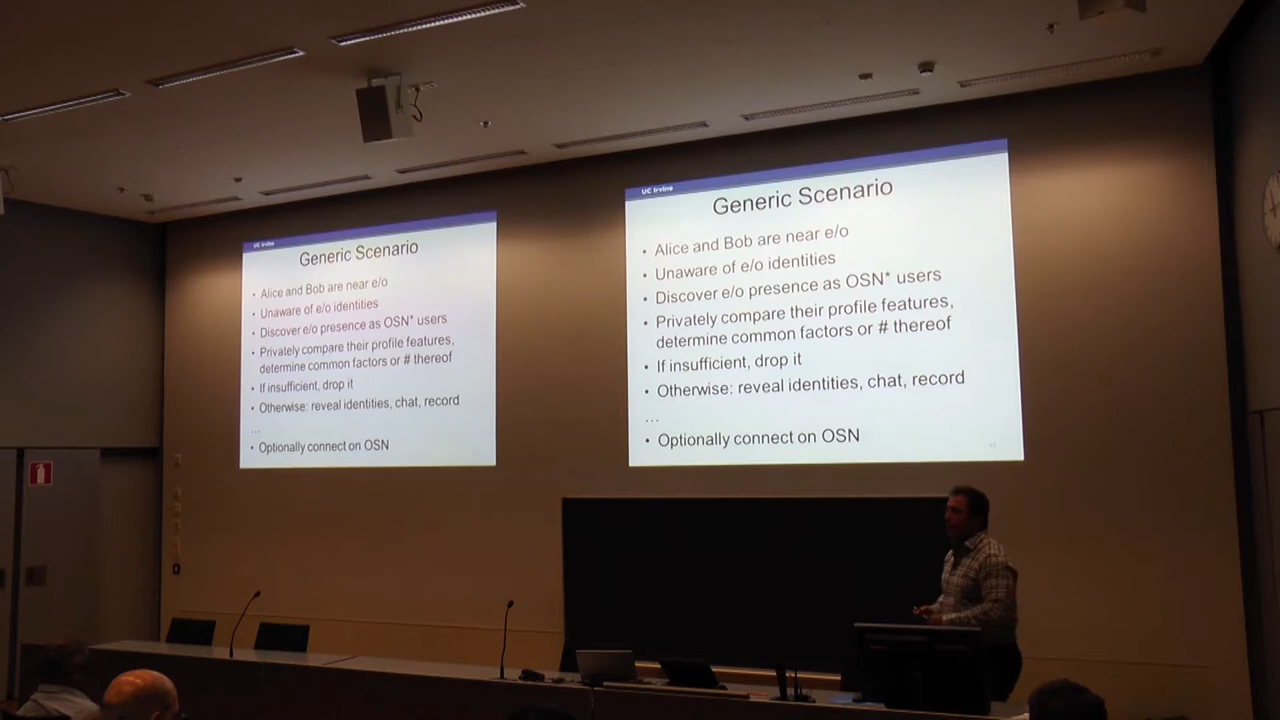 UC Irvine
Generic Scenario
• Alice and Bob are near e/o
• Unaware of e/o identities
• Discover e/o presence as OSN* users
• Privately compare their profile features,
determine common factors or # thereof
• If insufficient, drop it
• Otherwise: reveal identities, chat, record
...
• Optionally connect on OSN
UC Irvine
Generic Scenario
• Alice and Bob are near e/o
• Unaware of e/o identities
• Discover e/o presence as OSN* users
• Privately compare their profile features,
determine common factors or # thereof
• If insufficient, drop it
• Otherwise: reveal identities, chat, record
...
• Optionally connect on OSN